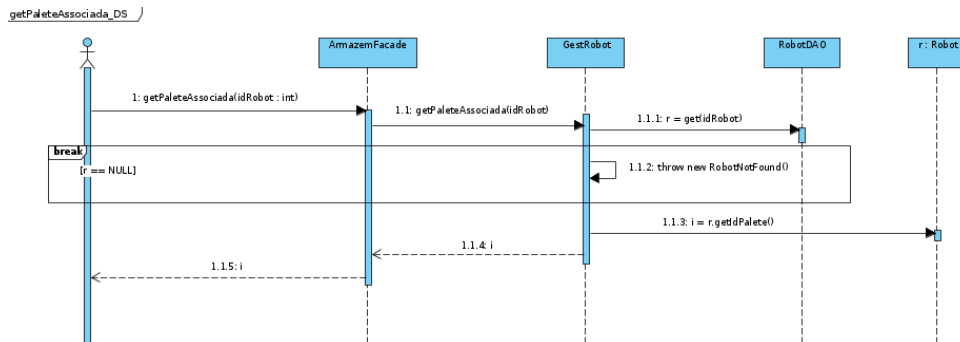 getPaleteAssociada_DS
ArmazemFacade
GestRobot
RobotDAO
r: Robot
1: getPaleteAssociada(idRobot : int)
1.1: getPaleteAssociada(idRobot)
1.1.1: r = get(idRobot)
break
[r == NULL]
1.1.2: throw new RobotNotFound()
1.1.3: i = r.getIdPalete()
1.1.4: i
1.1.5: i